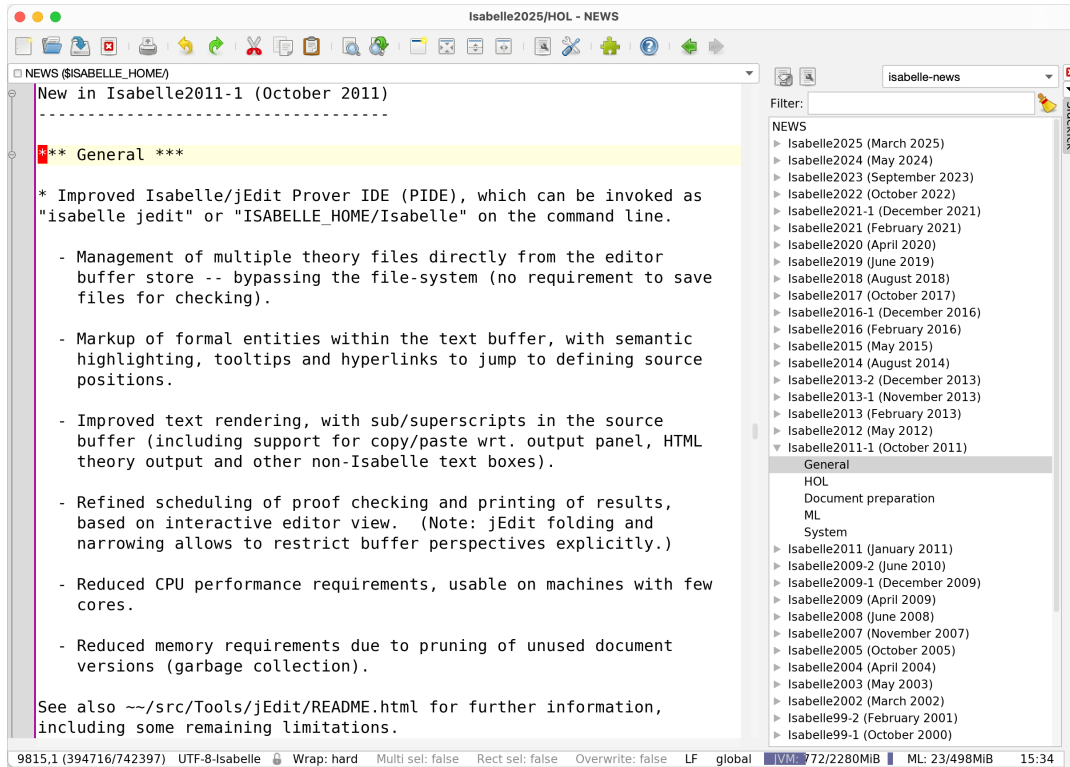 Isabelle2025/HOL - NEWS
NEWS ($ISABELLE_HOME/)
New in Isabelle2011-1 (October 2011)
------------------------------------
*** General ***
* Improved Isabelle/jEdit Prover IDE (PIDE), which can be invoked as
"isabelle jedit" or "ISABELLE_HOME/Isabelle" on the command line.
- Management of multiple theory files directly from the editor
buffer store -- bypassing the file-system (no requirement to save
files for checking).
- Markup of formal entities within the text buffer, with semantic
highlighting, tooltips and hyperlinks to jump to defining source
positions.
- Improved text rendering, with sub/superscripts in the source
buffer (including support for copy/paste wrt. output panel, HTML
theory output and other non-Isabelle text boxes).
- Refined scheduling of proof checking and printing of results,
based on interactive editor view.  (Note: jEdit folding and
narrowing allows to restrict buffer perspectives explicitly.)
- Reduced CPU performance requirements, usable on machines with few
cores.
- Reduced memory requirements due to pruning of unused document
versions (garbage collection).
See also ~~/src/Tools/jEdit/README.html for further information,
including some remaining limitations.
isabelle-news
Filter:
NEWS
Isabelle2025 (March 2025)
Isabelle2024 (May 2024)
Isabelle2023 (September 2023)
Isabelle2022 (October 2022)
Isabelle2021-1 (December 2021)
Isabelle2021 (February 2021)
Isabelle2020 (April 2020)
Isabelle2019 (June 2019)
Isabelle2018 (August 2018)
Isabelle2017 (October 2017)
Isabelle2016-1 (December 2016)
Isabelle2016 (February 2016)
Isabelle2015 (May 2015)
Isabelle2014 (August 2014)
Isabelle2013-2 (December 2013)
Isabelle2013-1 (November 2013)
Isabelle2013 (February 2013)
Isabelle2012 (May 2012)
Isabelle2011-1 (October 2011)
General
HOL
Document preparation
ML
System
Isabelle2011 (January 2011)
Isabelle2009-2 (June 2010)
Isabelle2009-1 (December 2009)
Isabelle2009 (April 2009)
Isabelle2008 (June 2008)
Isabelle2007 (November 2007)
Isabelle2005 (October 2005)
Isabelle2004 (April 2004)
Isabelle2003 (May 2003)
Isabelle2002 (March 2002)
Isabelle99-2 (February 2001)
Isabelle99-1 (October 2000)
9815,1 (394716/742397) UTF-8-Isabelle Wrap: hard Multi sel: false Rect sel: false Overwrite: false LF global JVM: 772/2280MiB ML: 23/498MiB 15:34